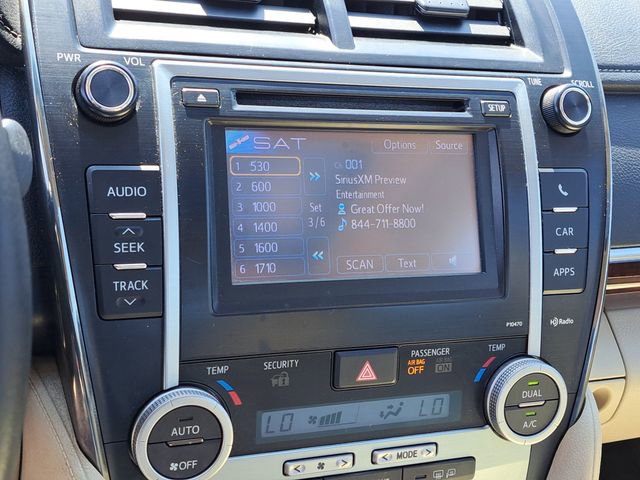 PWR VOL
TUNE SCROLL
SETUP
SAT Options Source
1 530
2 600
3 1000
4 1400
5 1600
6 1710
Set
3/6
Ch 001
SiriusXM Preview
Entertainment
Great Offer Now!
844-711-8800
SCAN Text
AUDIO
SEEK
TRACK
CAR
APPS
P10470
HD Radio
TEMP
SECURITY
PASSENGER
AIR BAG OFF
AIR BAG ON
TEMP
AUTO
OFF
LO LO
DUAL
A/C
MODE